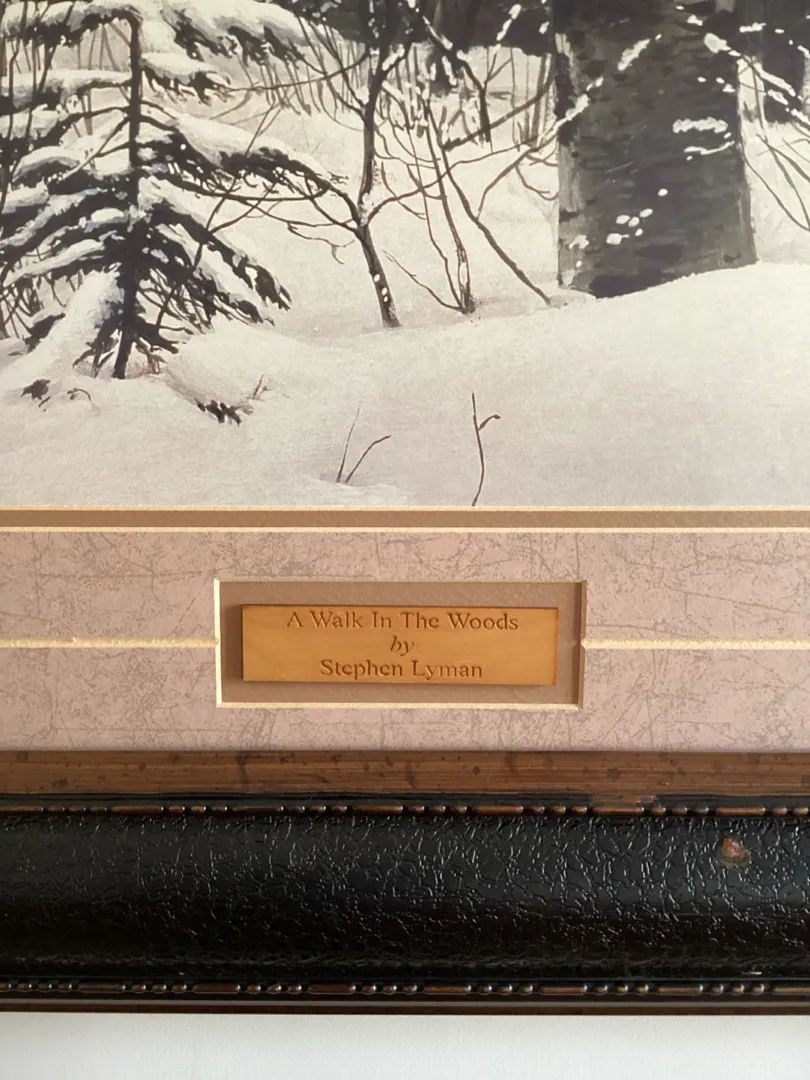 A Walk In The Woods
by
Stephen Lyman